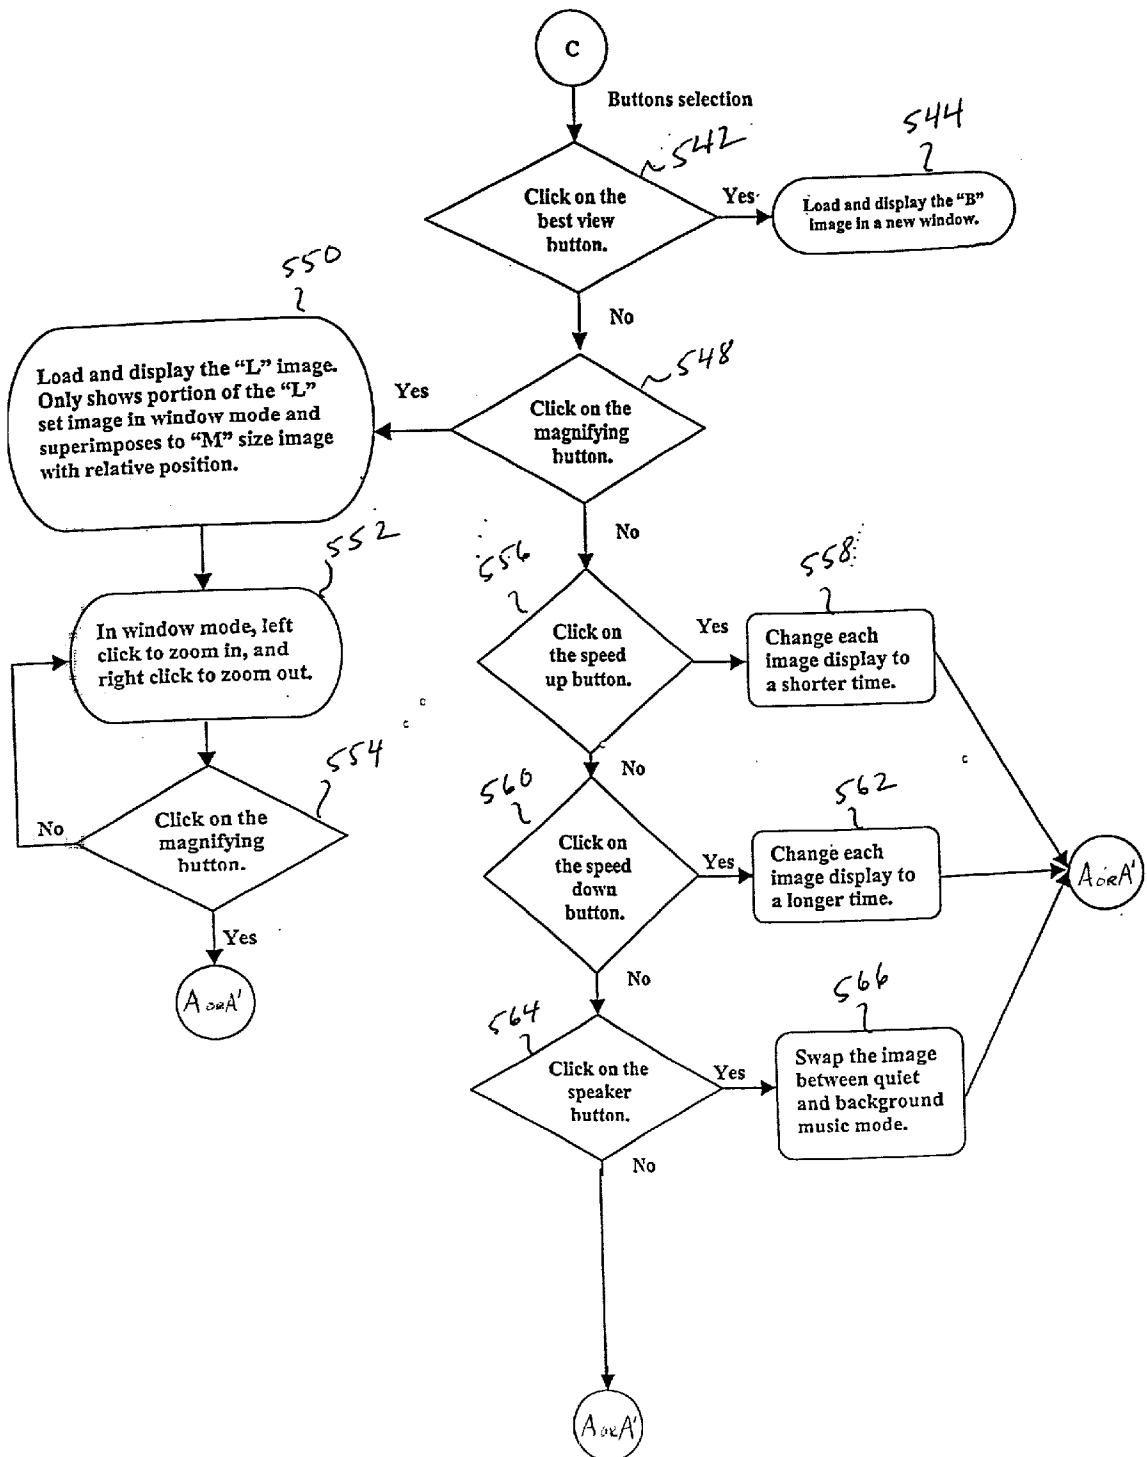 C
Buttons selection
544
542
Click on the
best view
button.
Yes
Load and display the “B”
image in a new window.
550
No
548
Load and display the “L” image.
Only shows portion of the “L”
set image in window mode and
superimposes to “M” size image
with relative position.
Yes
Click on the
magnifying
button.
No
552
556
558
In window mode, left
click to zoom in, and
right click to zoom out.
Click on
the speed
up button.
Yes
Change each
image display to
a shorter time.
554
No
560
562
No
Click on the
magnifying
button.
Click on
the speed
down
button.
Yes
Change each
image display to
a longer time.
A OR A'
Yes
A OR A'
No
564
566
Click on the
speaker
button.
Yes
Swap the image
between quiet
and background
music mode.
No
A OR A'